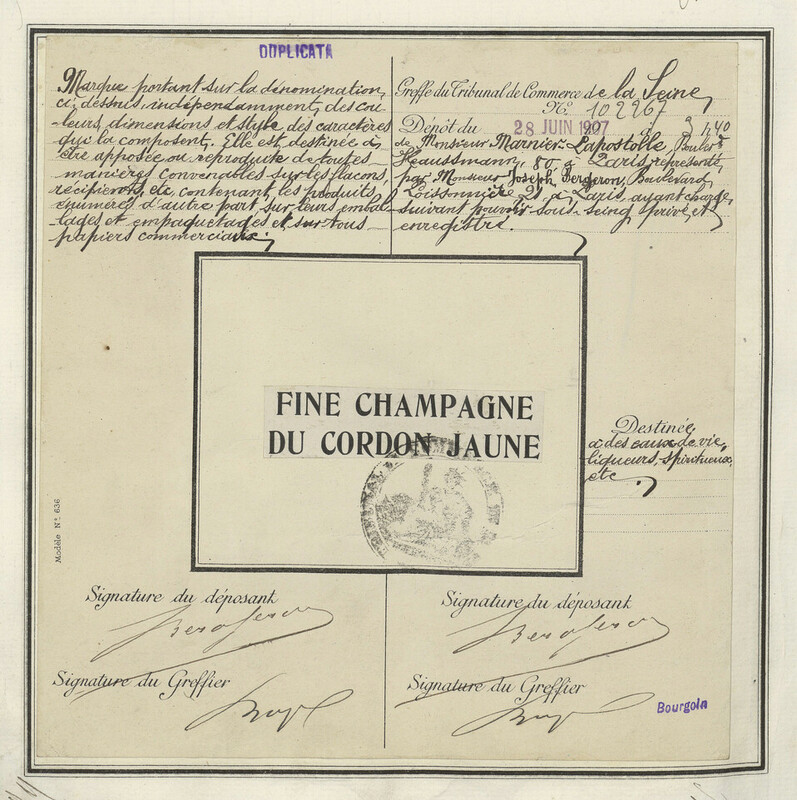 DUPLICATA
Marque portant sur la dénomination
ci-dessus, indépendamment, des cou-
leurs, dimensions et style des caractères
qui la composent. Elle est destinée à
être apposée ou reproduite de toutes
manières convenables sur les flacons,
récipients, etc, contenant, les produits
énumérés d'autre part, sur leurs embal-
lages et empaquetages et sur tous
papiers commerciaux.
Greffe du Tribunal de Commerce de la Seine
No. 102267
Dépôt du 28 JUIN 1907 à 3 h, 40
de Monsieur Marnier-Lapostolle, Boulevd
Haussmann, 80 à Paris, représenté
par Monsieur Joseph Bergeron, Boulevard
Poissonnière 21, à Paris, ayant charge
suivant pouvoir sous-seing privé, et
enregistré.
FINE CHAMPAGNE
DU CORDON JAUNE
Destinée
à des eaux de vie,
liqueurs, spiritueux,
etc.
Modèle No. 636
Signature du déposant
Bergeron
Signature du Greffier
Signature du déposant
Bergeron
Signature du Greffier
Bourgoin